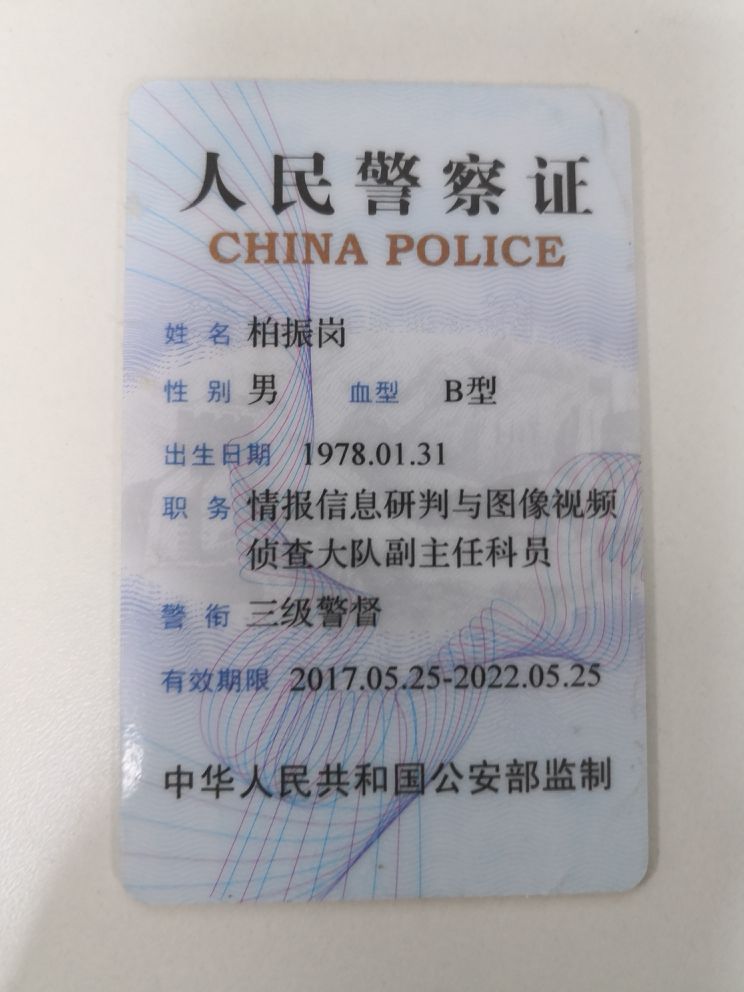 人民警察证
CHINA POLICE
姓名 柏振岗
性别 男 血型 B型
出生日期 1978.01.31
职务 情报信息研判与图像视频
侦查大队副主任科员
警衔 三级警督
有效期限 2017.05.25-2022.05.25
中华人民共和国公安部监制